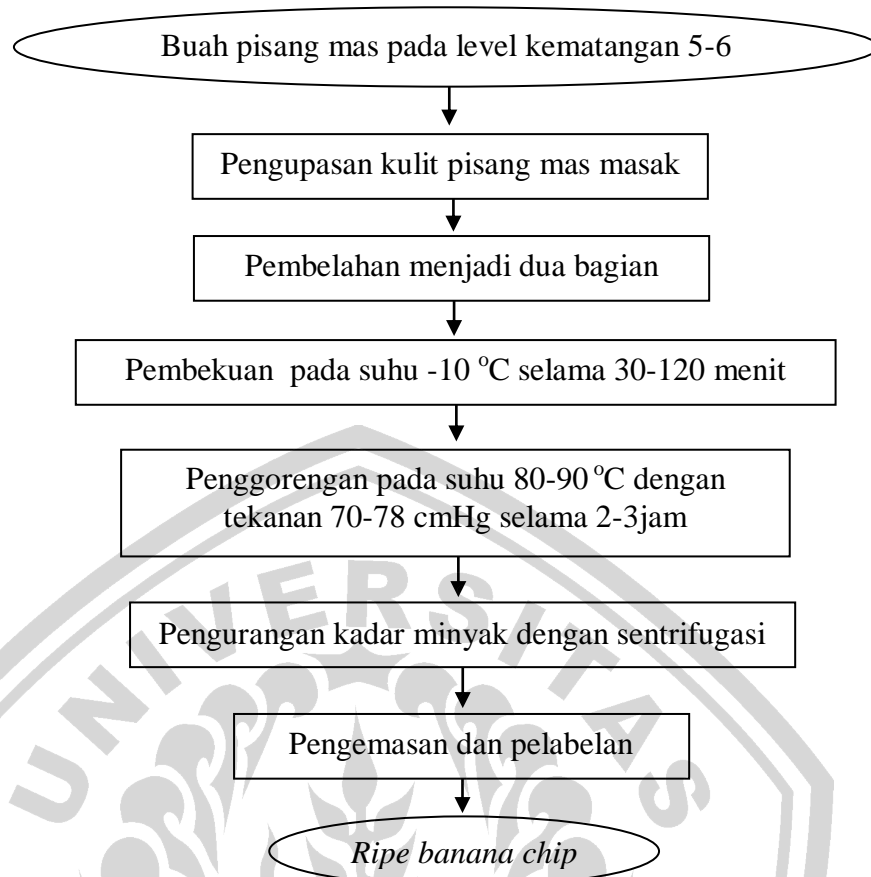 Buah pisang mas pada level kematangan 5-6
Pengupasan kulit pisang mas masak
Pembelahan menjadi dua bagian
Pembekuan pada suhu -10 °C selama 30-120 menit
Penggorengan pada suhu 80-90 °C dengan
tekanan 70-78 cmHg selama 2-3jam
Pengurangan kadar minyak dengan sentrifugasi
Pengemasan dan pelabelan
Ripe banana chip
UNIVERSITAS